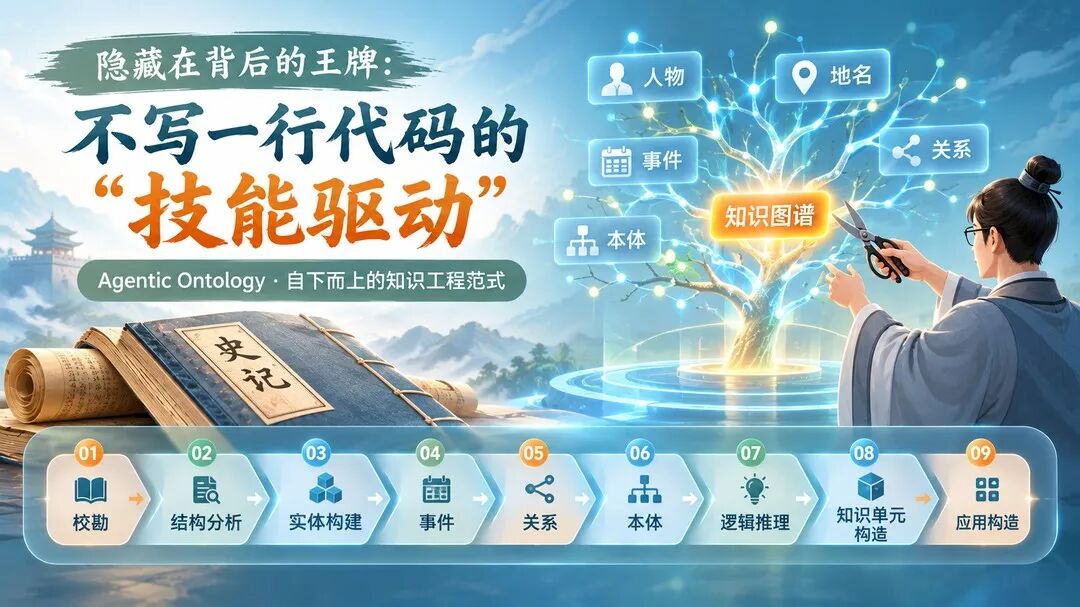 隐藏在背后的王牌:
不写一行代码的
“技能驱动”
Agentic Ontology · 自下而上的知识工程范式
史记
人物
地名
事件
关系
本体
知识图谱
01
校勘
02
结构分析
03
实体构建
04
事件
05
关系
06
本体
07
逻辑推理
08
知识单元
构造
09
应用构造